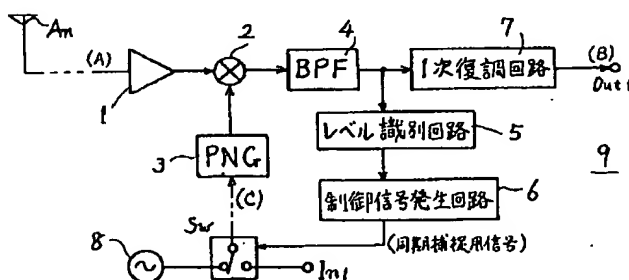 An
(A)
1
2
BPF
4
1次復調回路
7
(B)
Out1
レベル識別回路
5
3
PNG
(C)
制御信号発生回路
6
9
(同期捕捉用信号)
Sw
8
In1